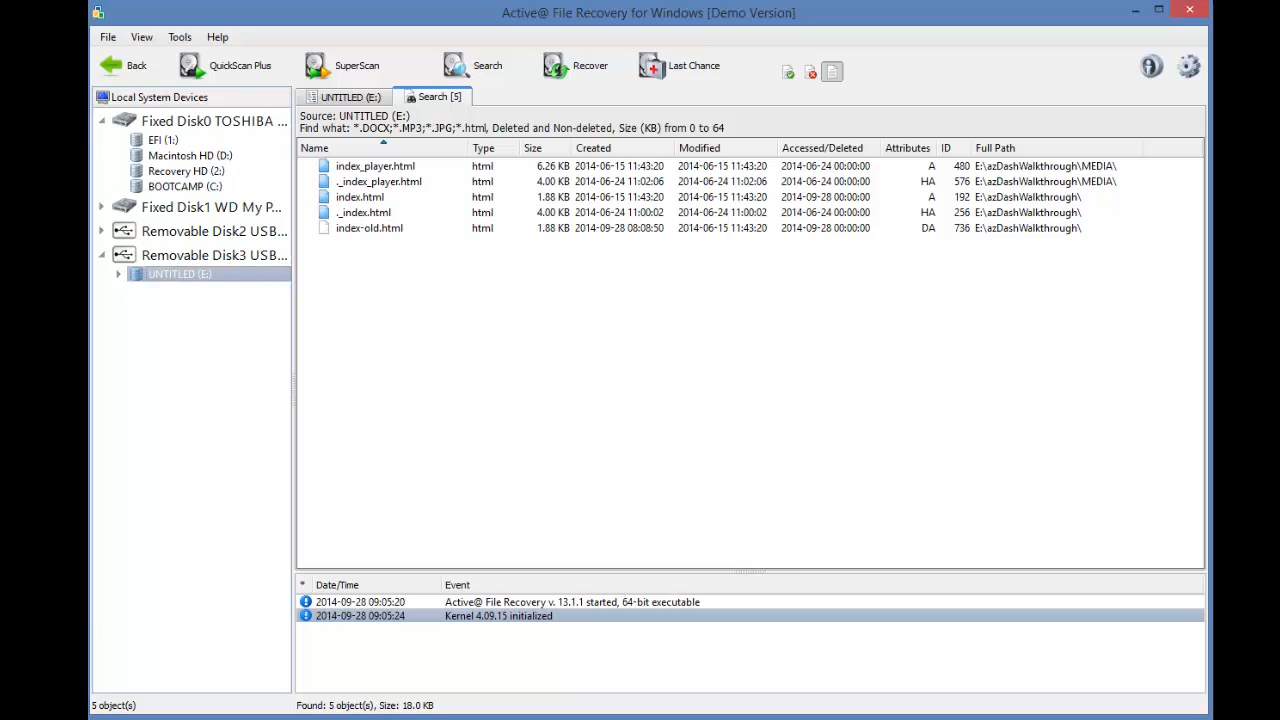 Active@ File Recovery for Windows [Demo Version]
File View Tools Help
Back QuickScan Plus SuperScan Search Recover Last Chance
Local System Devices
Fixed Disk0 TOSHIBA ...
EFI (1:)
Macintosh HD (D:)
Recovery HD (2:)
BOOTCAMP (C:)
Fixed Disk1 WD My P...
Removable Disk2 USB...
Removable Disk3 USB...
UNTITLED (E:)
UNTITLED (E:) Search [5]
Source: UNTITLED (E:)
Find what: *.DOCX;*.MP3;*.JPG;*.html, Deleted and Non-deleted, Size (KB) from 0 to 64
Name Type Size Created Modified Accessed/Deleted Attributes ID Full Path
index_player.html html 6.26 KB 2014-06-15 11:43:20 2014-06-15 11:43:20 2014-06-24 00:00:00 A 480 E:\azDashWalkthrough\MEDIA\
._index_player.html html 4.00 KB 2014-06-24 11:02:06 2014-06-24 11:02:06 2014-06-24 00:00:00 HA 576 E:\azDashWalkthrough\MEDIA\
index.html html 1.88 KB 2014-06-15 11:43:20 2014-06-15 11:43:20 2014-09-28 00:00:00 A 192 E:\azDashWalkthrough\
._index.html html 4.00 KB 2014-06-24 11:00:02 2014-06-24 11:00:02 2014-06-24 00:00:00 HA 256 E:\azDashWalkthrough\
index-old.html html 1.88 KB 2014-09-28 08:08:50 2014-06-15 11:43:20 2014-09-28 00:00:00 DA 736 E:\azDashWalkthrough\
* Date/Time Event
2014-09-28 09:05:20 Active@ File Recovery v. 13.1.1 started, 64-bit executable
2014-09-28 09:05:24 Kernel 4.09.15 initialized
5 object(s) Found: 5 object(s), Size: 18.0 KB